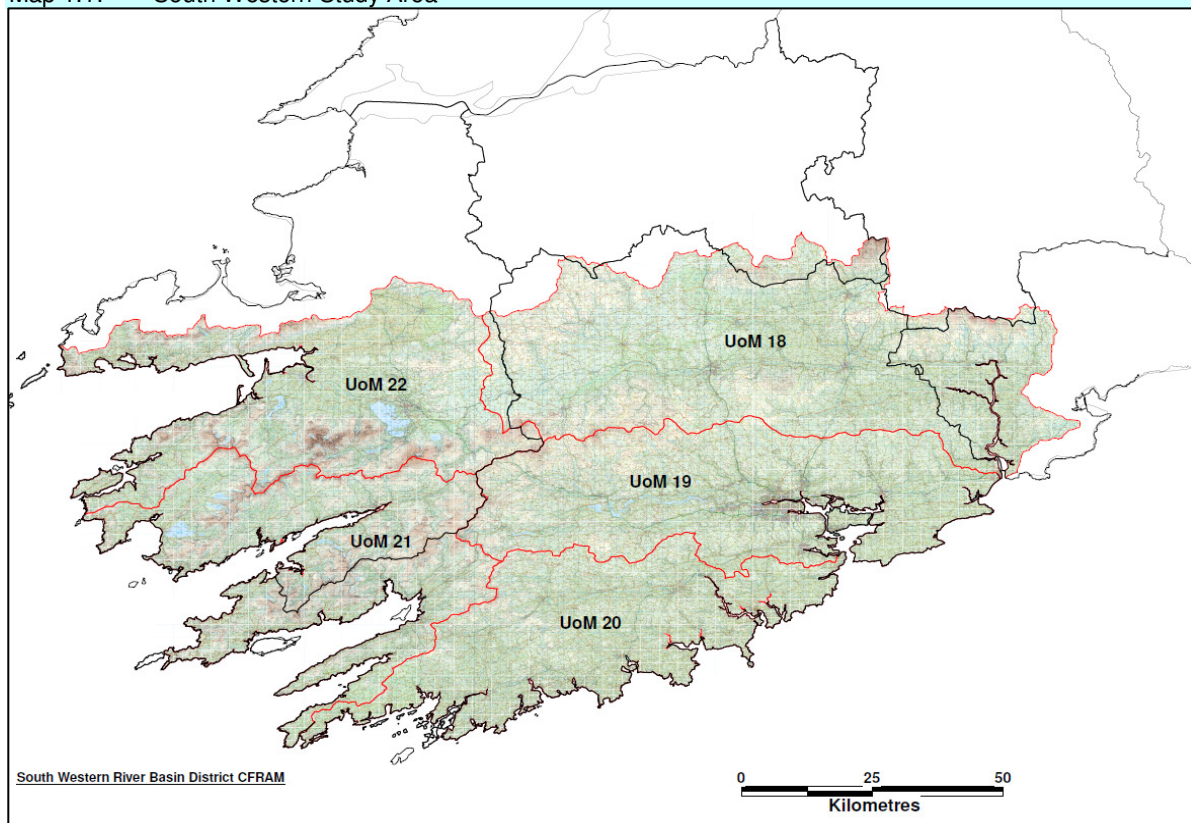 South Western Study Area
UoM 18
UoM 22
UoM 19
UoM 21
UoM 20
South Western River Basin District CFRAM
0 25 50
Kilometres